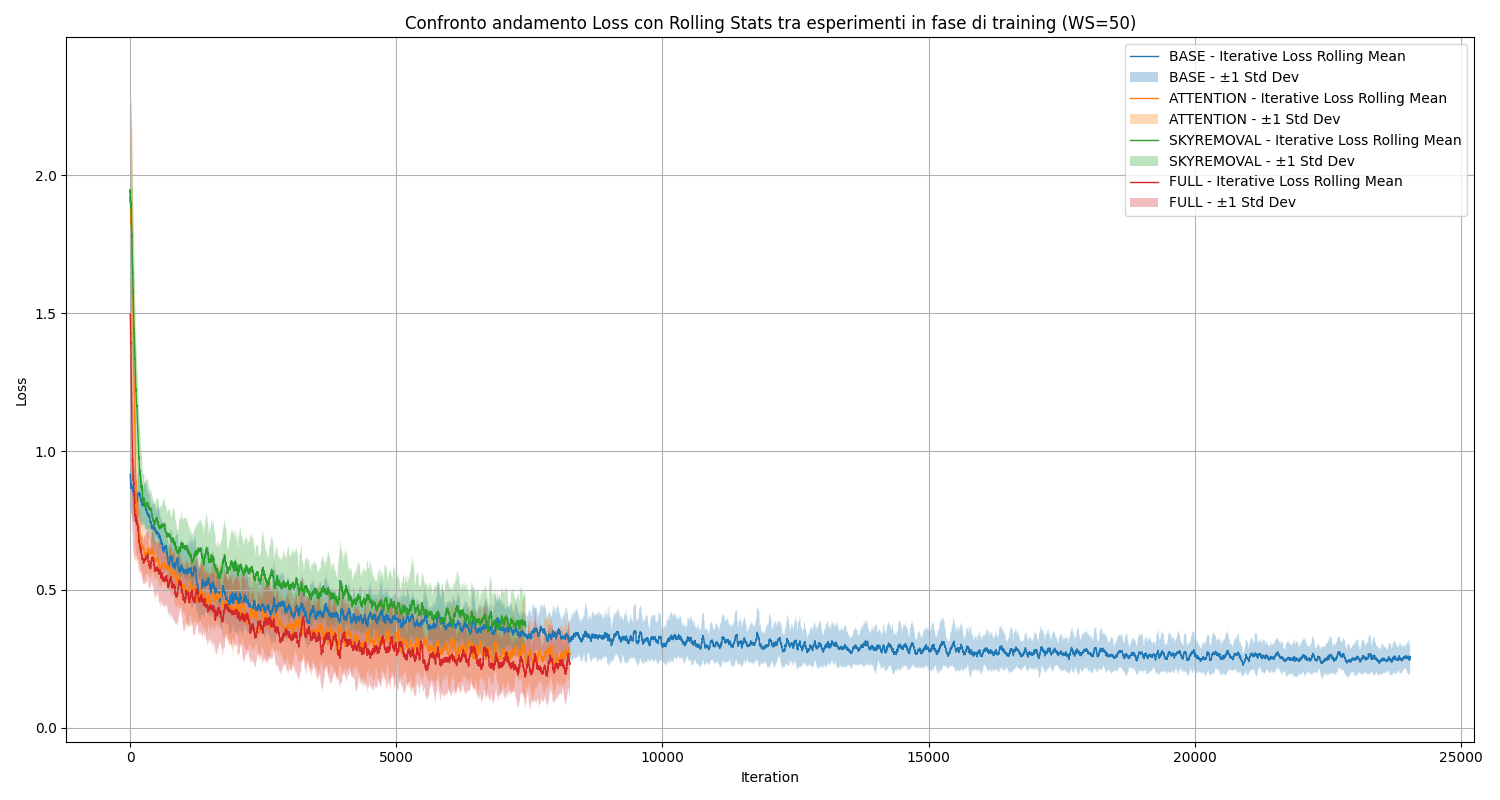 Confronto andamento Loss con Rolling Stats tra esperimenti in fase di training (WS=50)
BASE - Iterative Loss Rolling Mean
BASE - ±1 Std Dev
ATTENTION - Iterative Loss Rolling Mean
ATTENTION - ±1 Std Dev
SKYREMOVAL - Iterative Loss Rolling Mean
SKYREMOVAL - ±1 Std Dev
FULL - Iterative Loss Rolling Mean
FULL - ±1 Std Dev
Loss
2.0
1.5
1.0
0.5
0.0
0 5000 10000 15000 20000 25000
Iteration